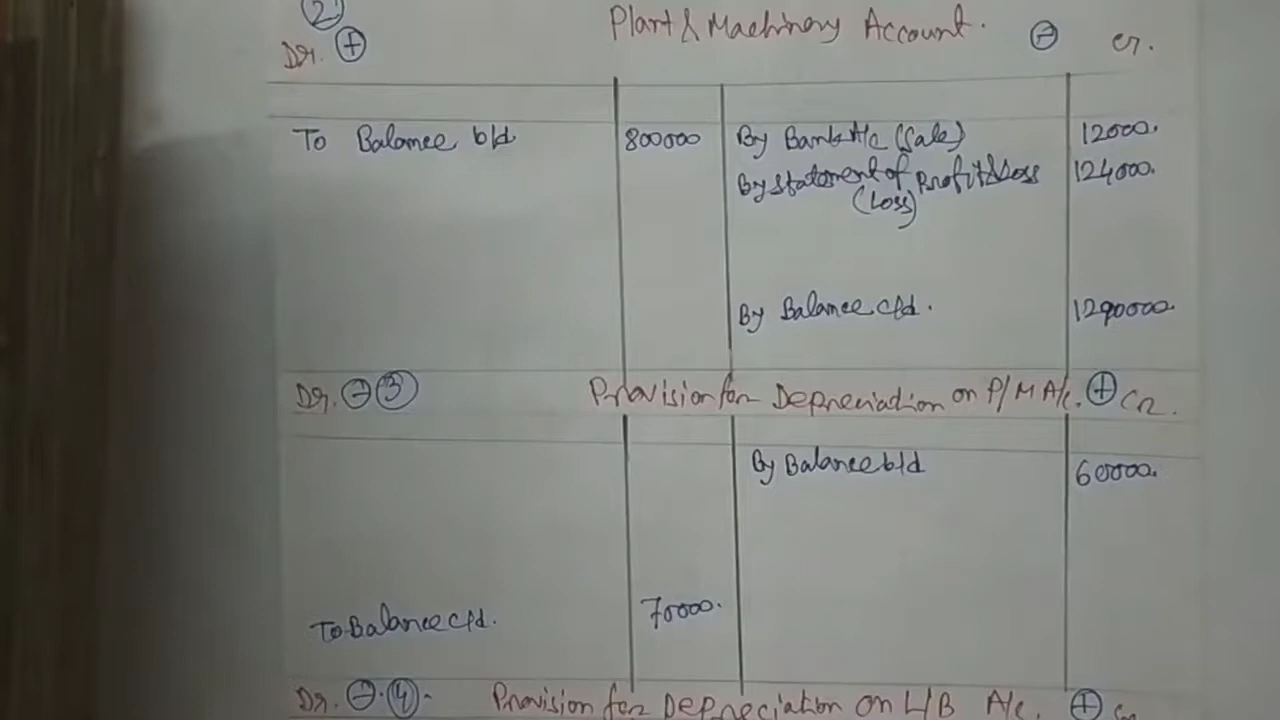 2
Plant & Machinery Account.
Dr. + - Cr.
To Balance b/d 800000 By Bank A/c (Sale) 12000.
By Statement of Profit & Loss 124000.
(Loss)
By Balance c/d. 1290000.
Dr. - 3 Provision for Depreciation on P/M A/c. + Cr.
By Balance b/d 60000.
To Balance c/d. 70000.
Dr. - 4 - Provision for Depreciation on L/B A/c. + Cr